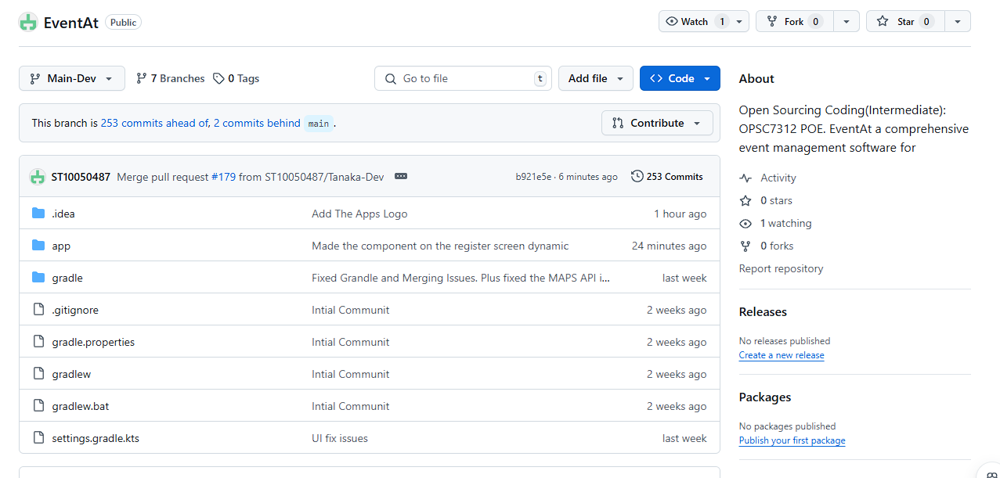 EventAt Public Watch 1 Fork 0 Star 0
Main-Dev 7 Branches 0 Tags Go to file t Add file Code
This branch is 253 commits ahead of, 2 commits behind main . Contribute
ST10050487 Merge pull request #179 from ST10050487/Tanaka-Dev b921e5e · 6 minutes ago 253 Commits
.idea Add The Apps Logo 1 hour ago
app Made the component on the register screen dynamic 24 minutes ago
gradle Fixed Grandle and Merging Issues. Plus fixed the MAPS API i... last week
.gitignore Intial Communit 2 weeks ago
gradle.properties Intial Communit 2 weeks ago
gradlew Intial Communit 2 weeks ago
gradlew.bat Intial Communit 2 weeks ago
settings.gradle.kts UI fix issues last week
About
Open Sourcing Coding(Intermediate):
OPSC7312 POE. EventAt a comprehensive
event management software for
Activity
0 stars
1 watching
0 forks
Report repository
Releases
No releases published
Create a new release
Packages
No packages published
Publish your first package